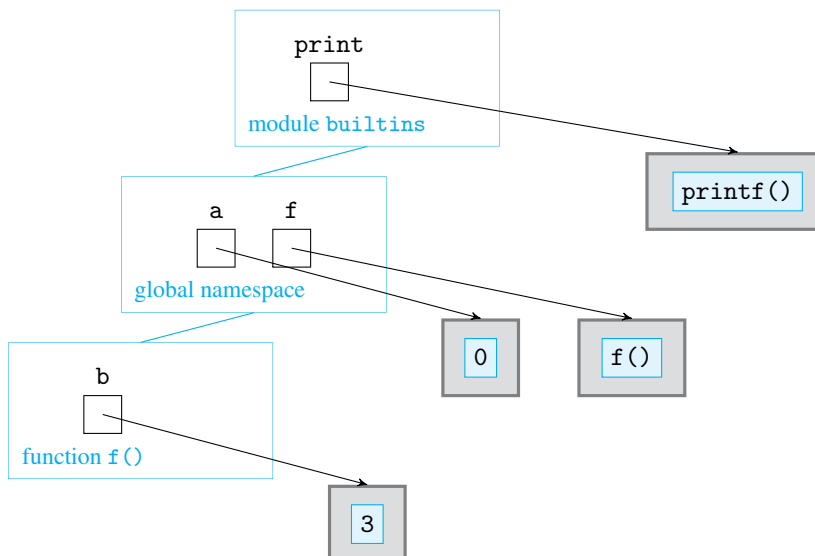 print
module builtins
printf()
a f
global namespace
0 f()
b
function f()
3